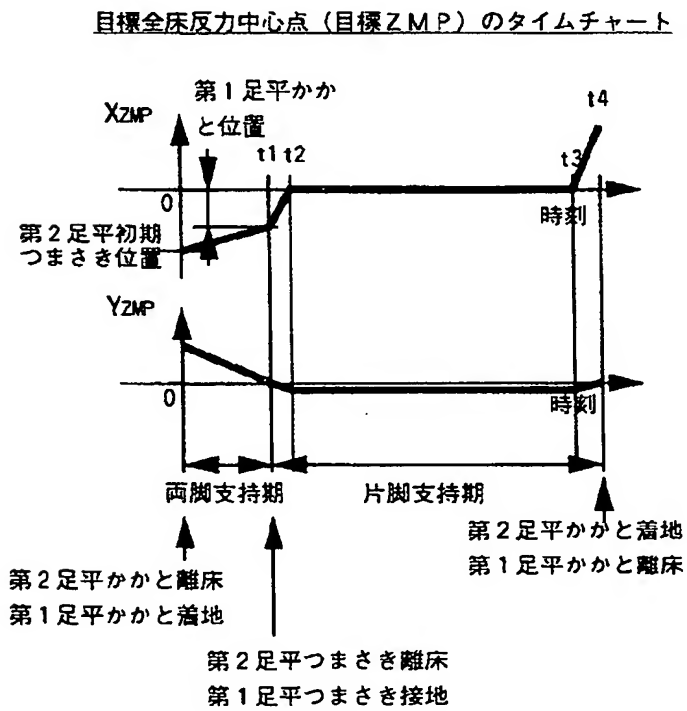 目標全床反力中心点（目標ZMP）のタイムチャート
第1足平かか
と位置
XZMP
t1
t2
t3
t4
0
時刻
第2足平初期
つまさき位置
YZMP
0
時刻
両脚支持期
片脚支持期
第2足平かかと着地
第1足平かかと離床
第2足平かかと離床
第1足平かかと着地
第2足平つまさき離床
第1足平つまさき接地